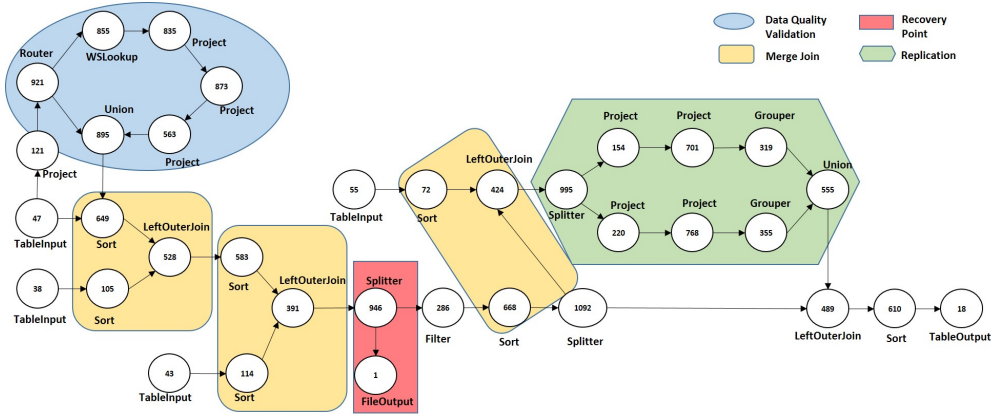 Data Quality
Validation
Recovery
Point
Merge Join
Replication
855
835
Project
WSLookup
Router
921
873
Project
Union
895
563
Project
121
Project
47
TableInput
649
Sort
LeftOuterJoin
528
38
TableInput
105
Sort
583
Sort
LeftOuterJoin
391
43
TableInput
114
Sort
Splitter
946
1
FileOutput
286
Filter
55
TableInput
72
Sort
LeftOuterJoin
424
668
Sort
1092
Splitter
995
Splitter
Project
154
Project
701
Grouper
319
Project
220
Project
768
Grouper
355
Union
555
489
LeftOuterJoin
610
Sort
18
TableOutput